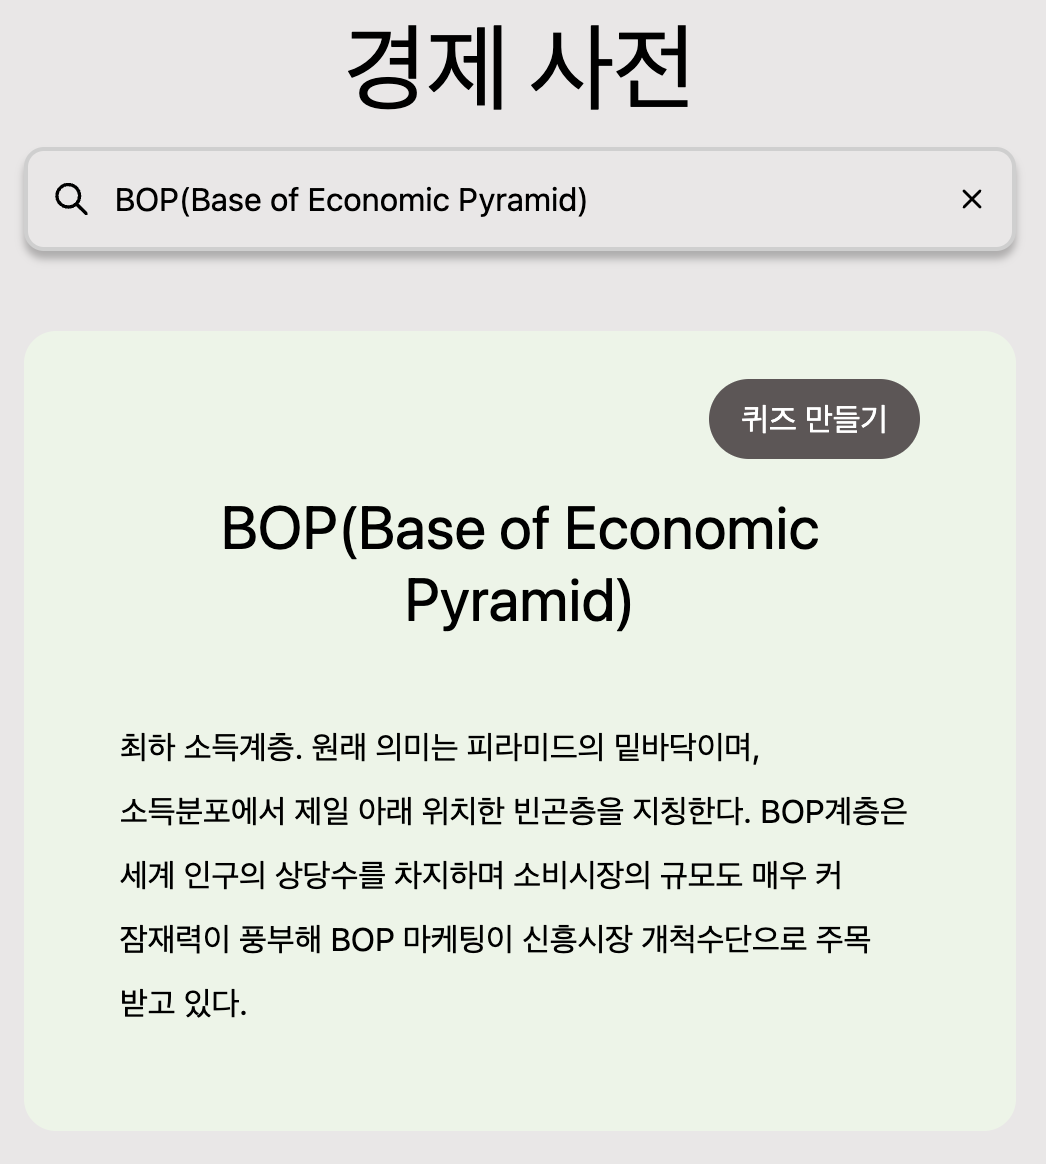 경제 사전
BOP(Base of Economic Pyramid)
퀴즈 만들기
BOP(Base of Economic
Pyramid)
최하 소득계층. 원래 의미는 피라미드의 밑바닥이며,
소득분포에서 제일 아래 위치한 빈곤층을 지칭한다. BOP계층은
세계 인구의 상당수를 차지하며 소비시장의 규모도 매우 커
잠재력이 풍부해 BOP 마케팅이 신흥시장 개척수단으로 주목
받고 있다.